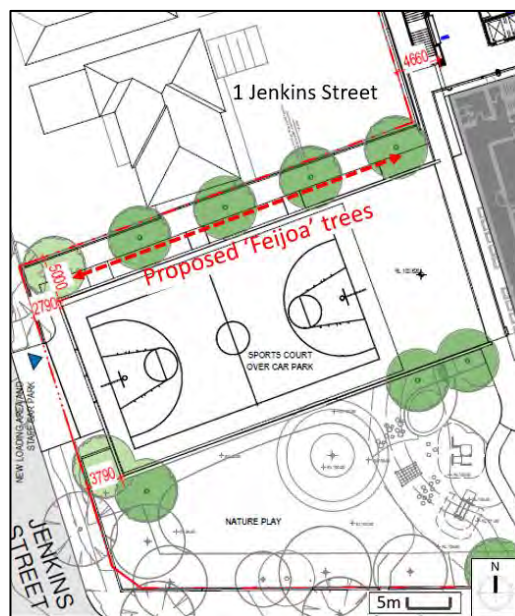 4660
1 Jenkins Street
Proposed 'Feijoa' trees
5000
2790
SPORTS COURT
OVER CAR PARK
NEW LOADING AREA AND
STAGE CAR PARK
3790
NATURE PLAY
JENKINS
STREET
N
5m